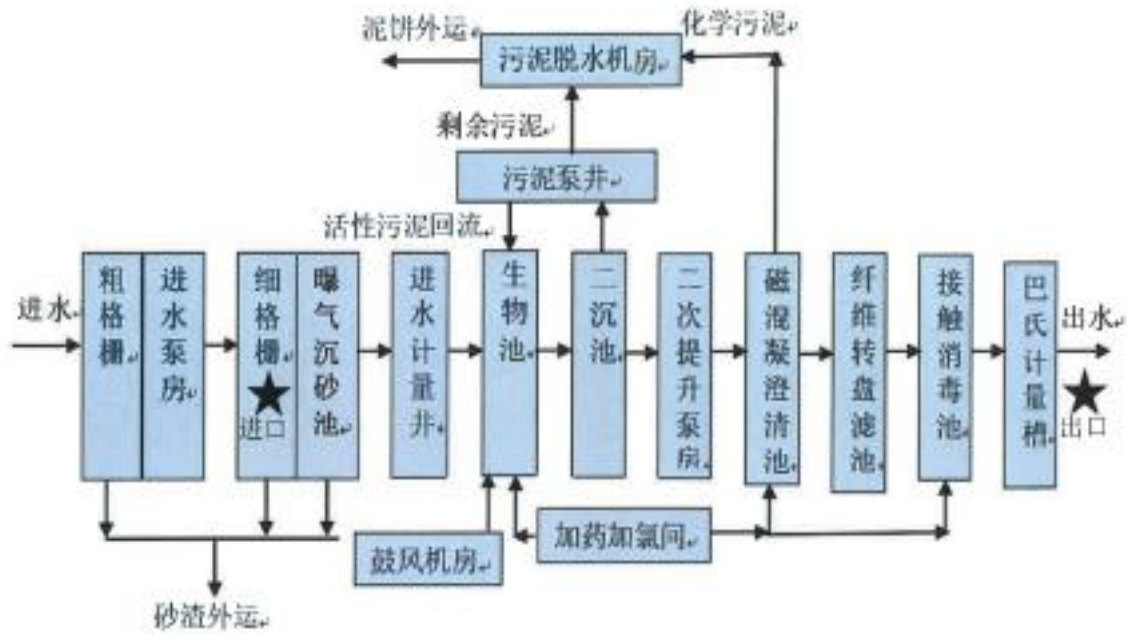 泥饼外运
化学污泥
污泥脱水机房
剩余污泥
污泥泵井
活性污泥回流
进水
粗格栅
进水泵房
细格栅
进口
曝气沉砂池
进水计量井
生物池
二沉池
二次提升泵房
磁混凝澄清池
纤维转盘滤池
接触消毒池
巴氏计量槽
出水
出口
鼓风机房
加药加氯间
砂渣外运